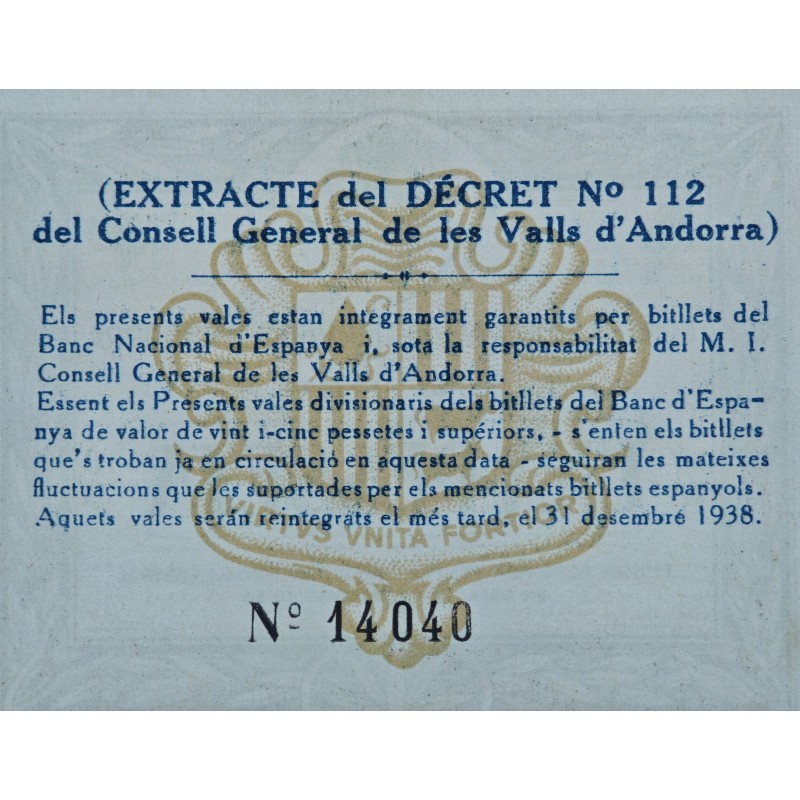 (EXTRACTE del DÉCRET Nº 112
del Consell General de les Valls d'Andorra)
Els presents vales estan integrament garantits per bitllets del
Banc Nacional d'Espanya i, sota la responsabilitat del M. I.
Consell General de les Valls d'Andorra.
Essent els Presents vales divisionaris dels bitllets del Banc d'Espa-
nya de valor de vint i-cinc pessetes i supériors, - s'enten els bitllets
que's troban ja en circulació en aquesta data - seguiran les mateixes
fluctuacions que les suportades per els mencionats bitllets espanyols.
Aquets vales serán reintegrats el més tard, el 31 desembré 1938.
VIRTVS VNITA FORTIOR
Nº 14040